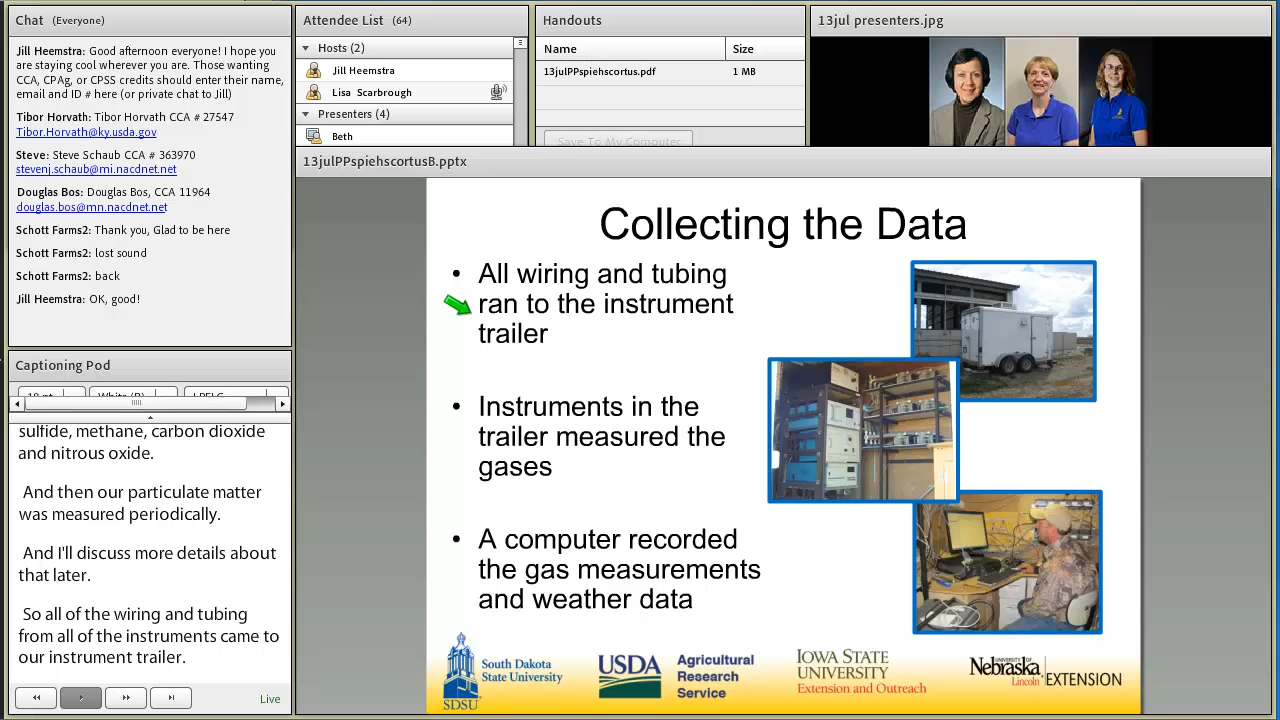 Chat (Everyone)
Jill Heemstra: Good afternoon everyone! I hope you
are staying cool wherever you are. Those wanting
CCA, CPAg, or CPSS credits should enter their name,
email and ID # here (or private chat to Jill)
Tibor Horvath: Tibor Horvath CCA # 27547
Tibor.Horvath@ky.usda.gov
Steve: Steve Schaub CCA # 363970
stevenj.schaub@mi.nacdnet.net
Douglas Bos: Douglas Bos, CCA 11964
douglas.bos@mn.nacdnet.net
Schott Farms2: Thank you, Glad to be here
Schott Farms2: lost sound
Schott Farms2: back
Jill Heemstra: OK, good!
Captioning Pod
sulfide, methane, carbon dioxide
and nitrous oxide.
And then our particulate matter
was measured periodically.
And I'll discuss more details about
that later.
So all of the wiring and tubing
from all of the instruments came to
our instrument trailer.
Live
Attendee List (64)
Hosts (2)
Jill Heemstra
Lisa Scarbrough
Presenters (4)
Beth
Handouts
Name Size
13julPPspiehscortus.pdf 1 MB
Save To My Computer
13jul presenters.jpg
13julPPspiehscortusB.pptx
Collecting the Data
• All wiring and tubing
ran to the instrument
trailer
• Instruments in the
trailer measured the
gases
• A computer recorded
the gas measurements
and weather data
SDSU
South Dakota
State University
USDA
Agricultural
Research
Service
IOWA STATE
UNIVERSITY
Extension and Outreach
UNIVERSITY OF
Nebraska
Lincoln
EXTENSION